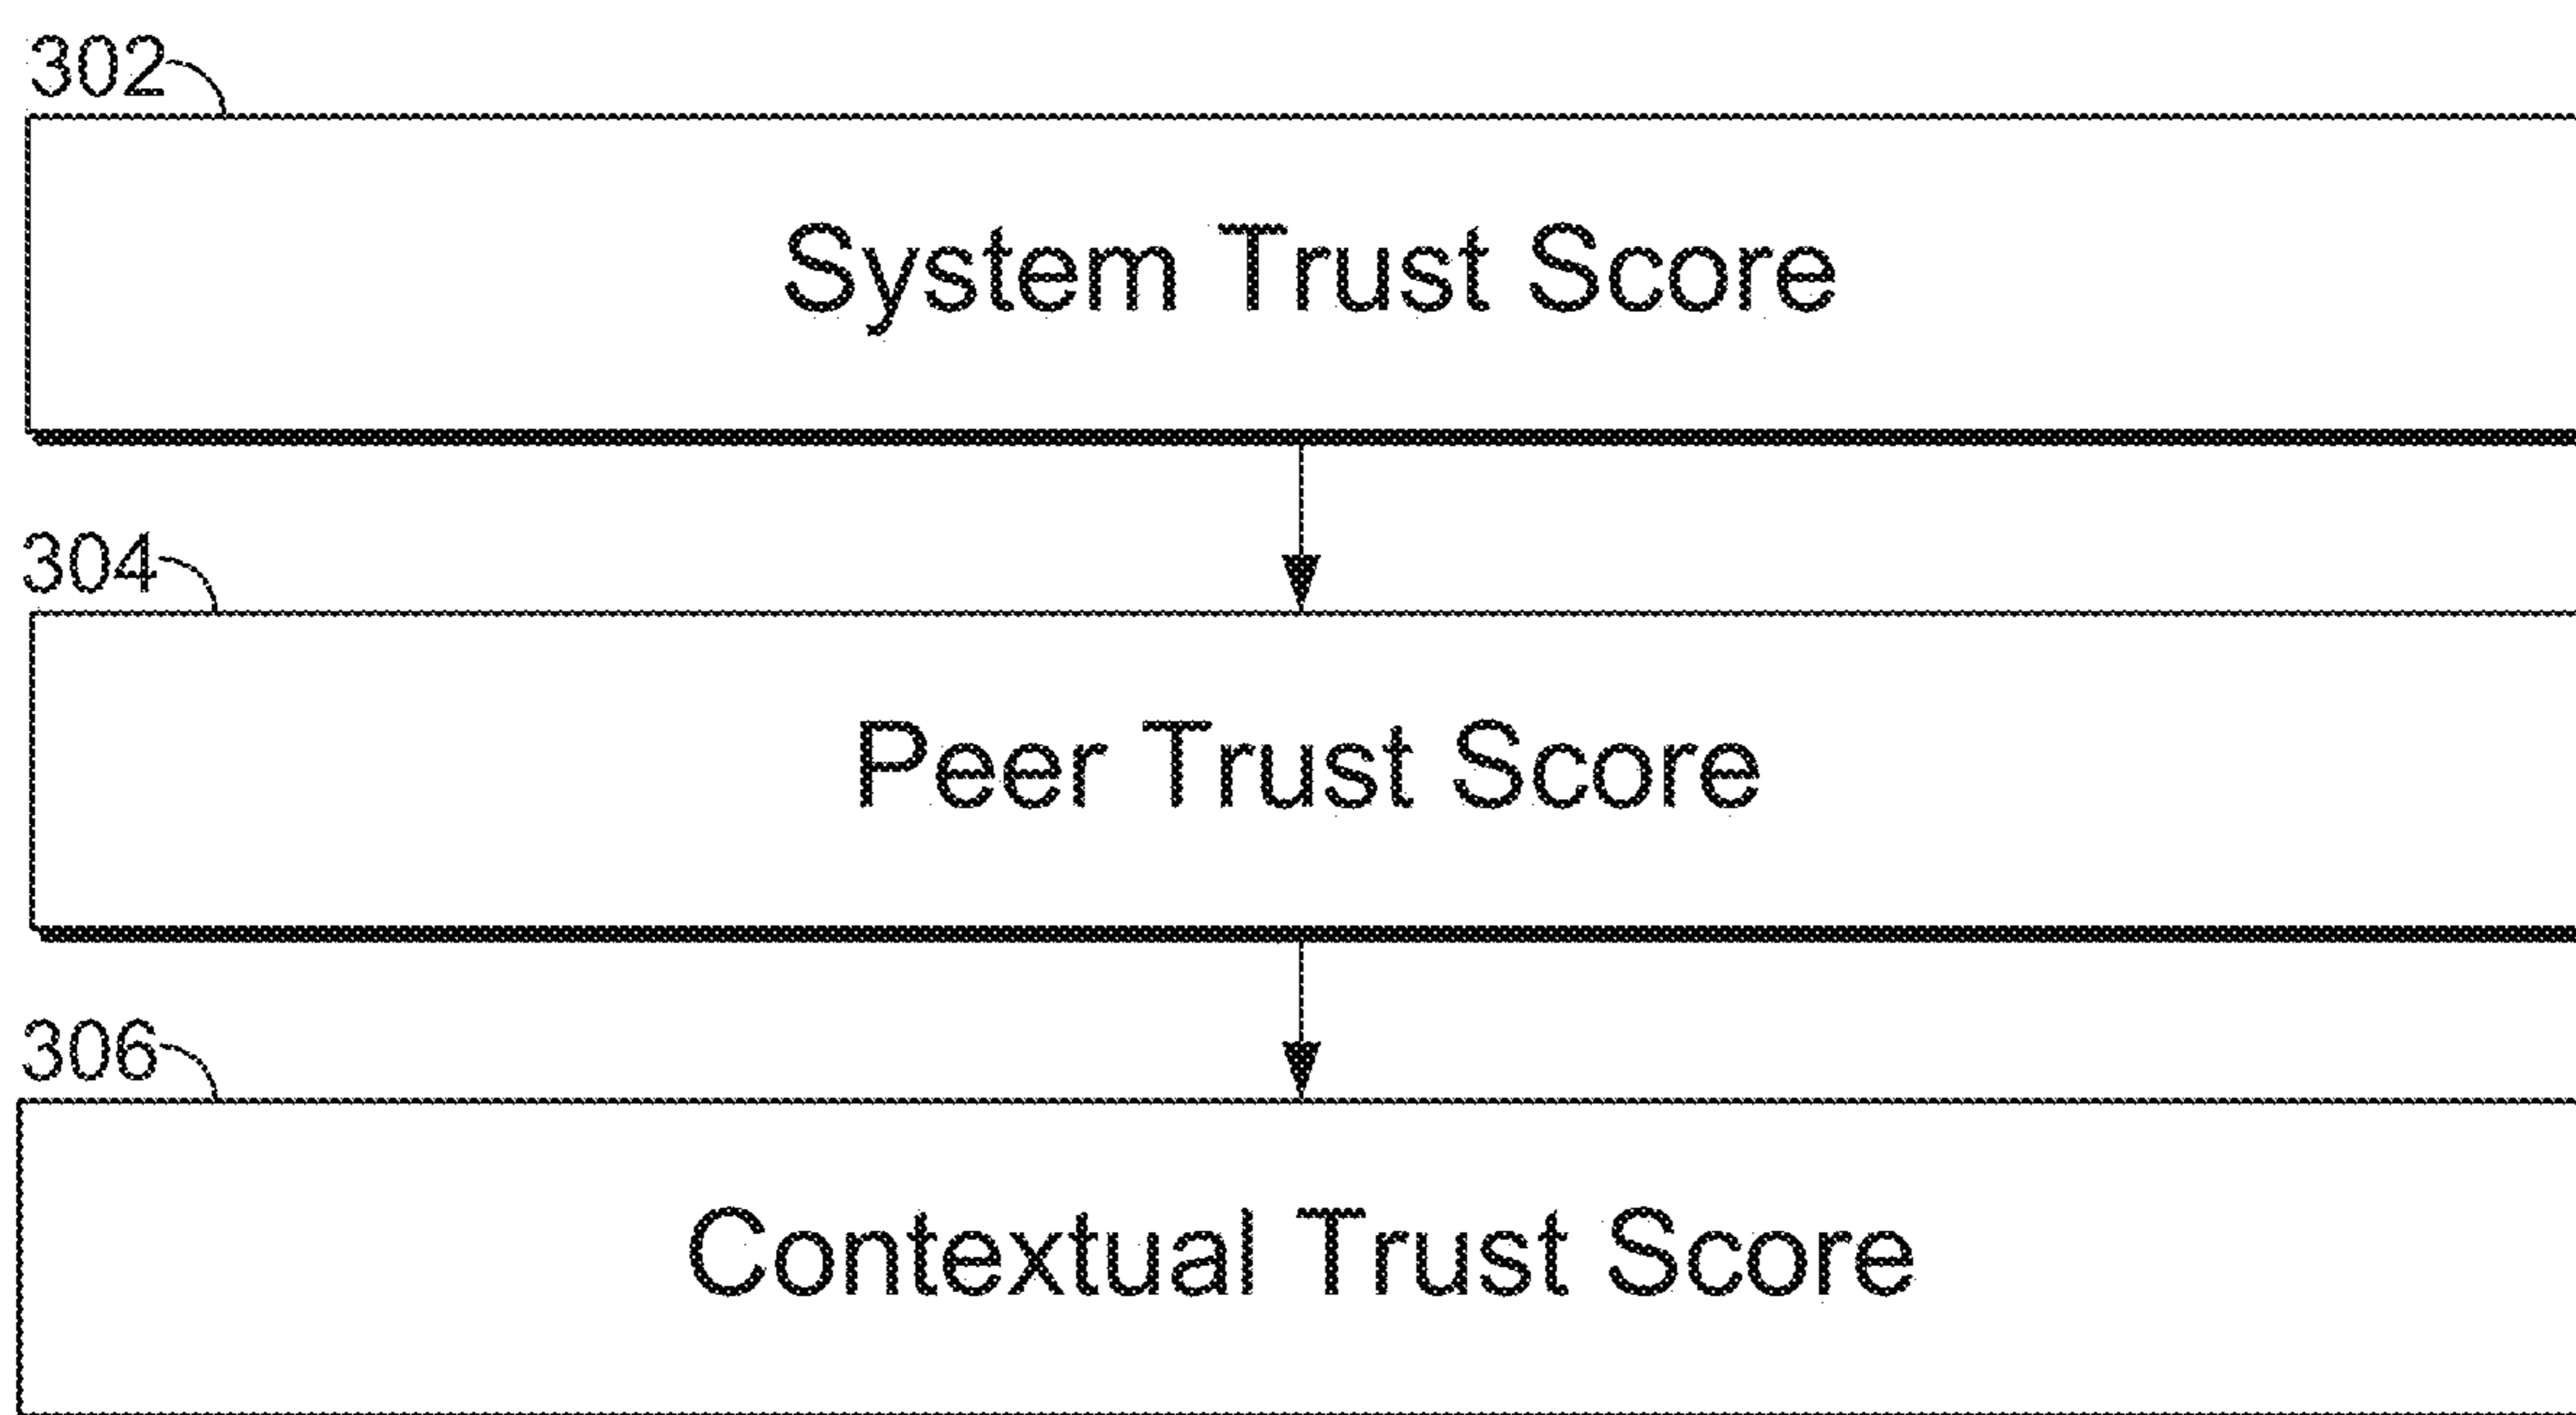 302
System Trust Score
304
Peer Trust Score
306
Contextual Trust Score